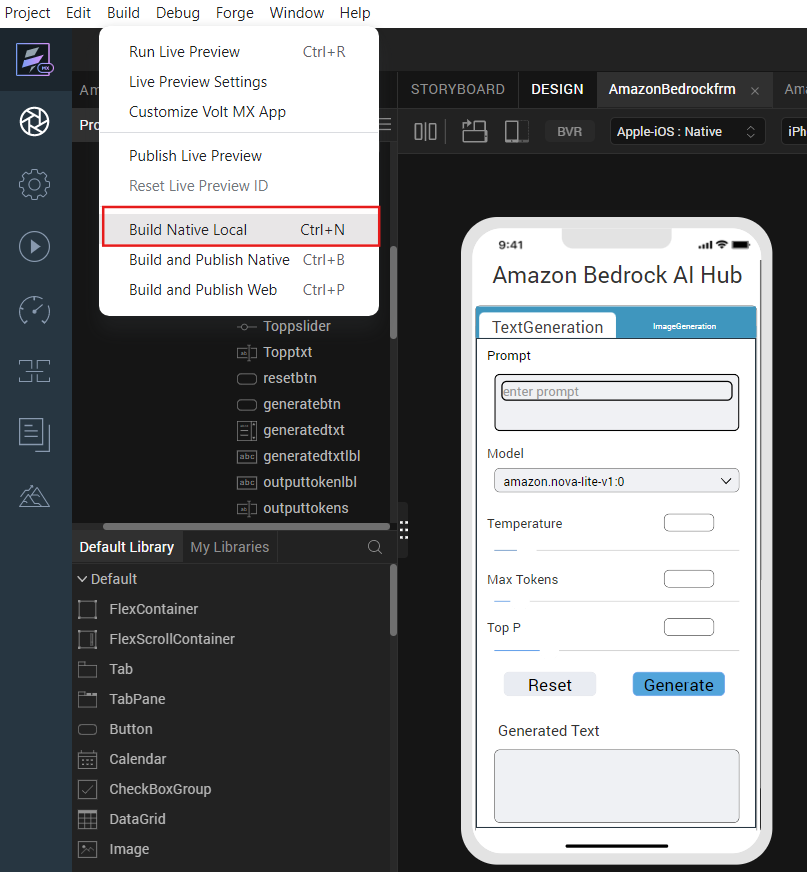 Project Edit Build Debug Forge Window Help
Run Live Preview Ctrl+R
Live Preview Settings
Customize Volt MX App
Publish Live Preview
Reset Live Preview ID
Build Native Local Ctrl+N
Build and Publish Native Ctrl+B
Build and Publish Web Ctrl+P
MX
Am
Pro
Toppslider
Topptxt
resetbtn
generatebtn
generatedtxt
generatedtxtlbl
outputtokenlbl
outputtokens
Default Library My Libraries
Default
FlexContainer
FlexScrollContainer
Tab
TabPane
Button
Calendar
CheckBoxGroup
DataGrid
Image
STORYBOARD DESIGN AmazonBedrockfrm × Ama
BVR Apple-iOS : Native iPh
9:41
Amazon Bedrock AI Hub
TextGeneration ImageGeneration
Prompt
enter prompt
Model
amazon.nova-lite-v1:0
Temperature
Max Tokens
Top P
Reset Generate
Generated Text